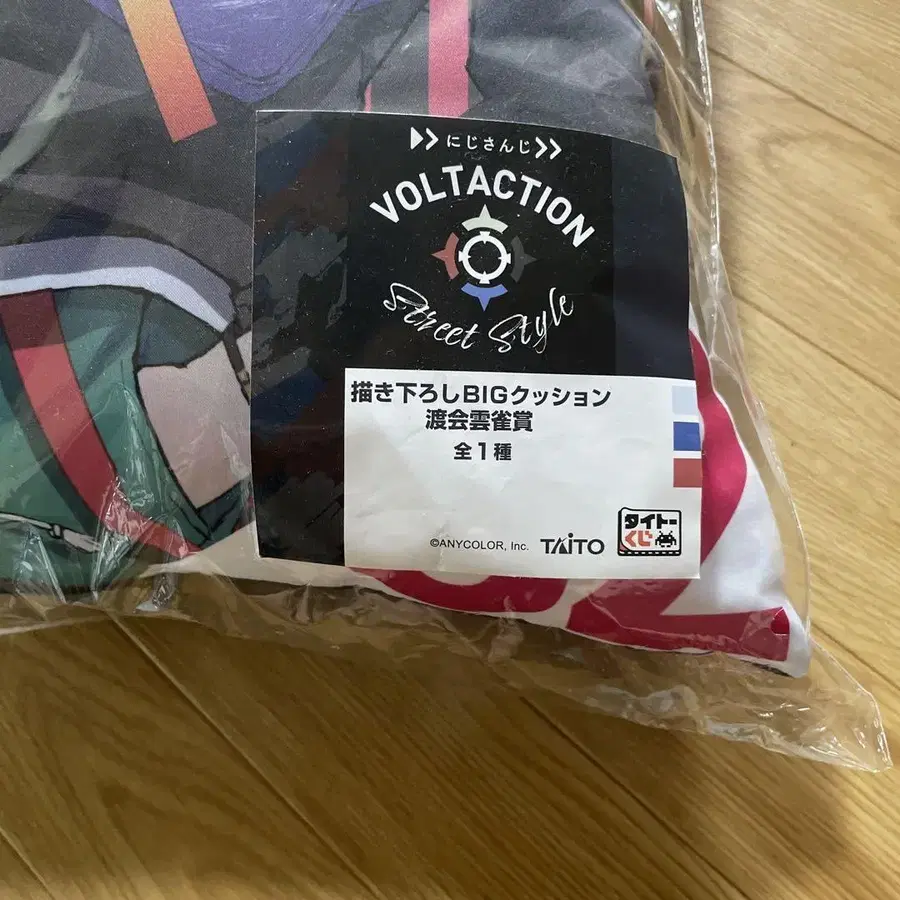 にじさんじ
VOLTACTION
Street Style
描き下ろしBIGクッション
渡会雲雀賞
全1種
©ANYCOLOR, Inc. TAITO タイトーくじ